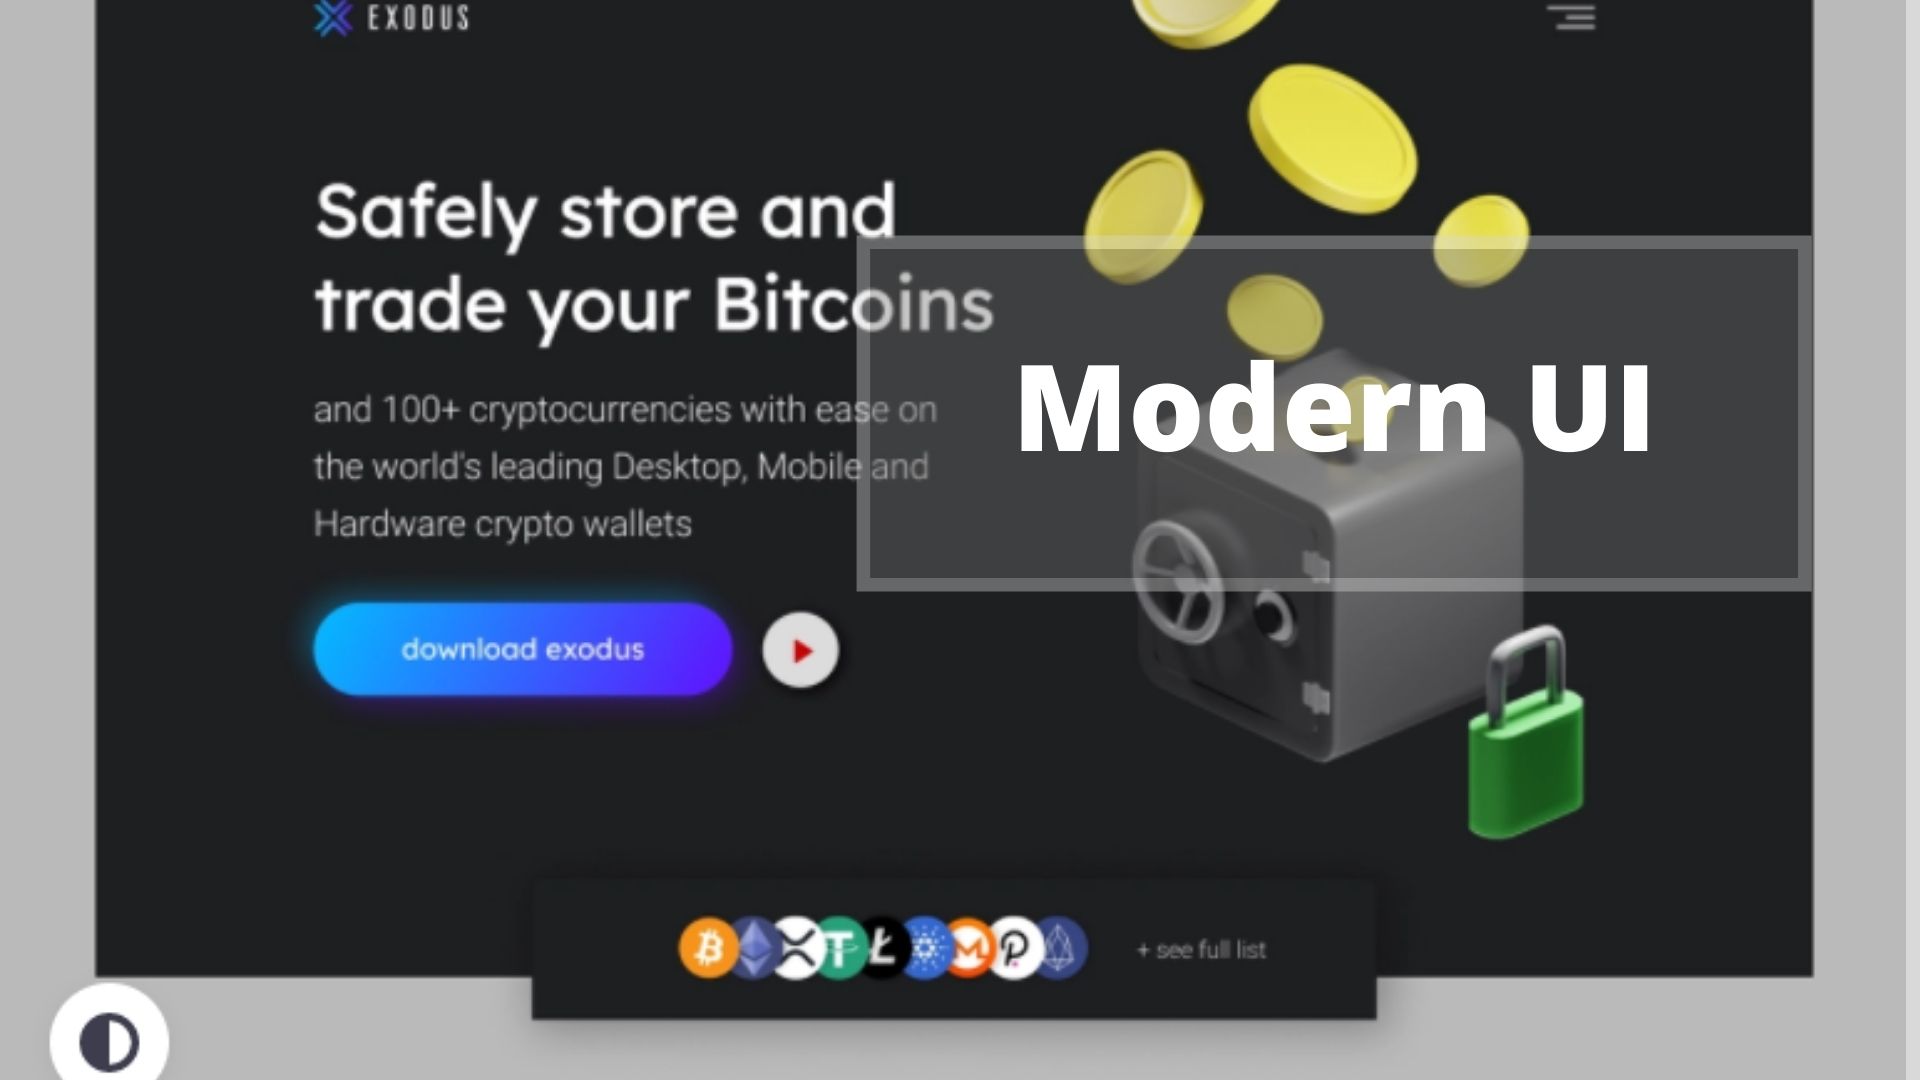 EXODUS
Safely store and
trade your Bitcoins
and 100+ cryptocurrencies with ease on
the world's leading Desktop, Mobile and
Hardware crypto wallets
download exodus
Modern UI
+ see full list